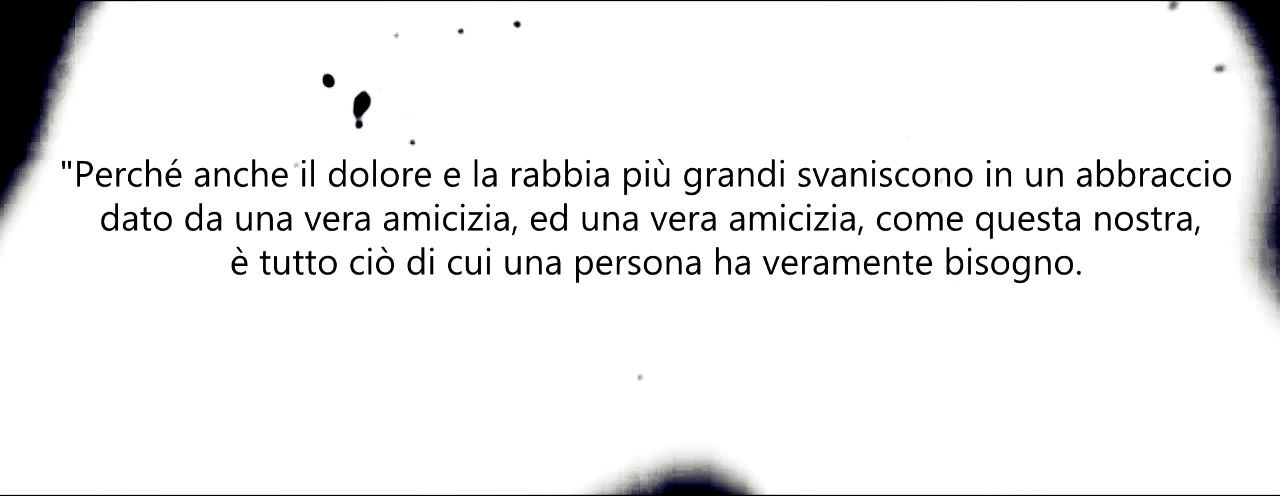 "Perché anche il dolore e la rabbia più grandi svaniscono in un abbraccio
dato da una vera amicizia, ed una vera amicizia, come questa nostra,
è tutto ciò di cui una persona ha veramente bisogno.